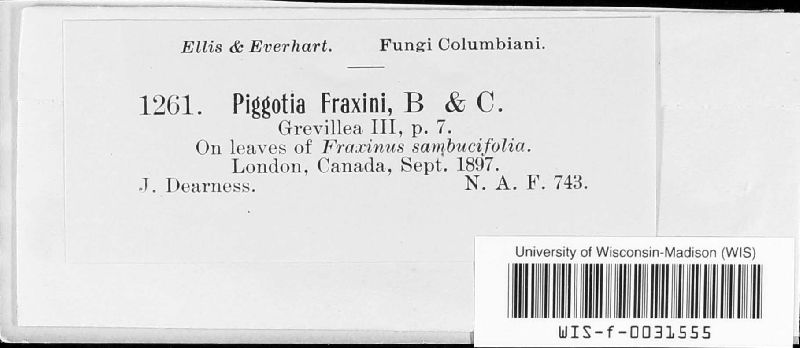 Ellis & Everhart. Fungi Columbiani.
1261. Piggotia Fraxini, B & C.
Grevillea III, p. 7.
On leaves of Fraxinus sambucifolia.
London, Canada, Sept. 1897.
J. Dearness. N. A. F. 743.
University of Wisconsin-Madison (WIS)
WIS-f-0031555